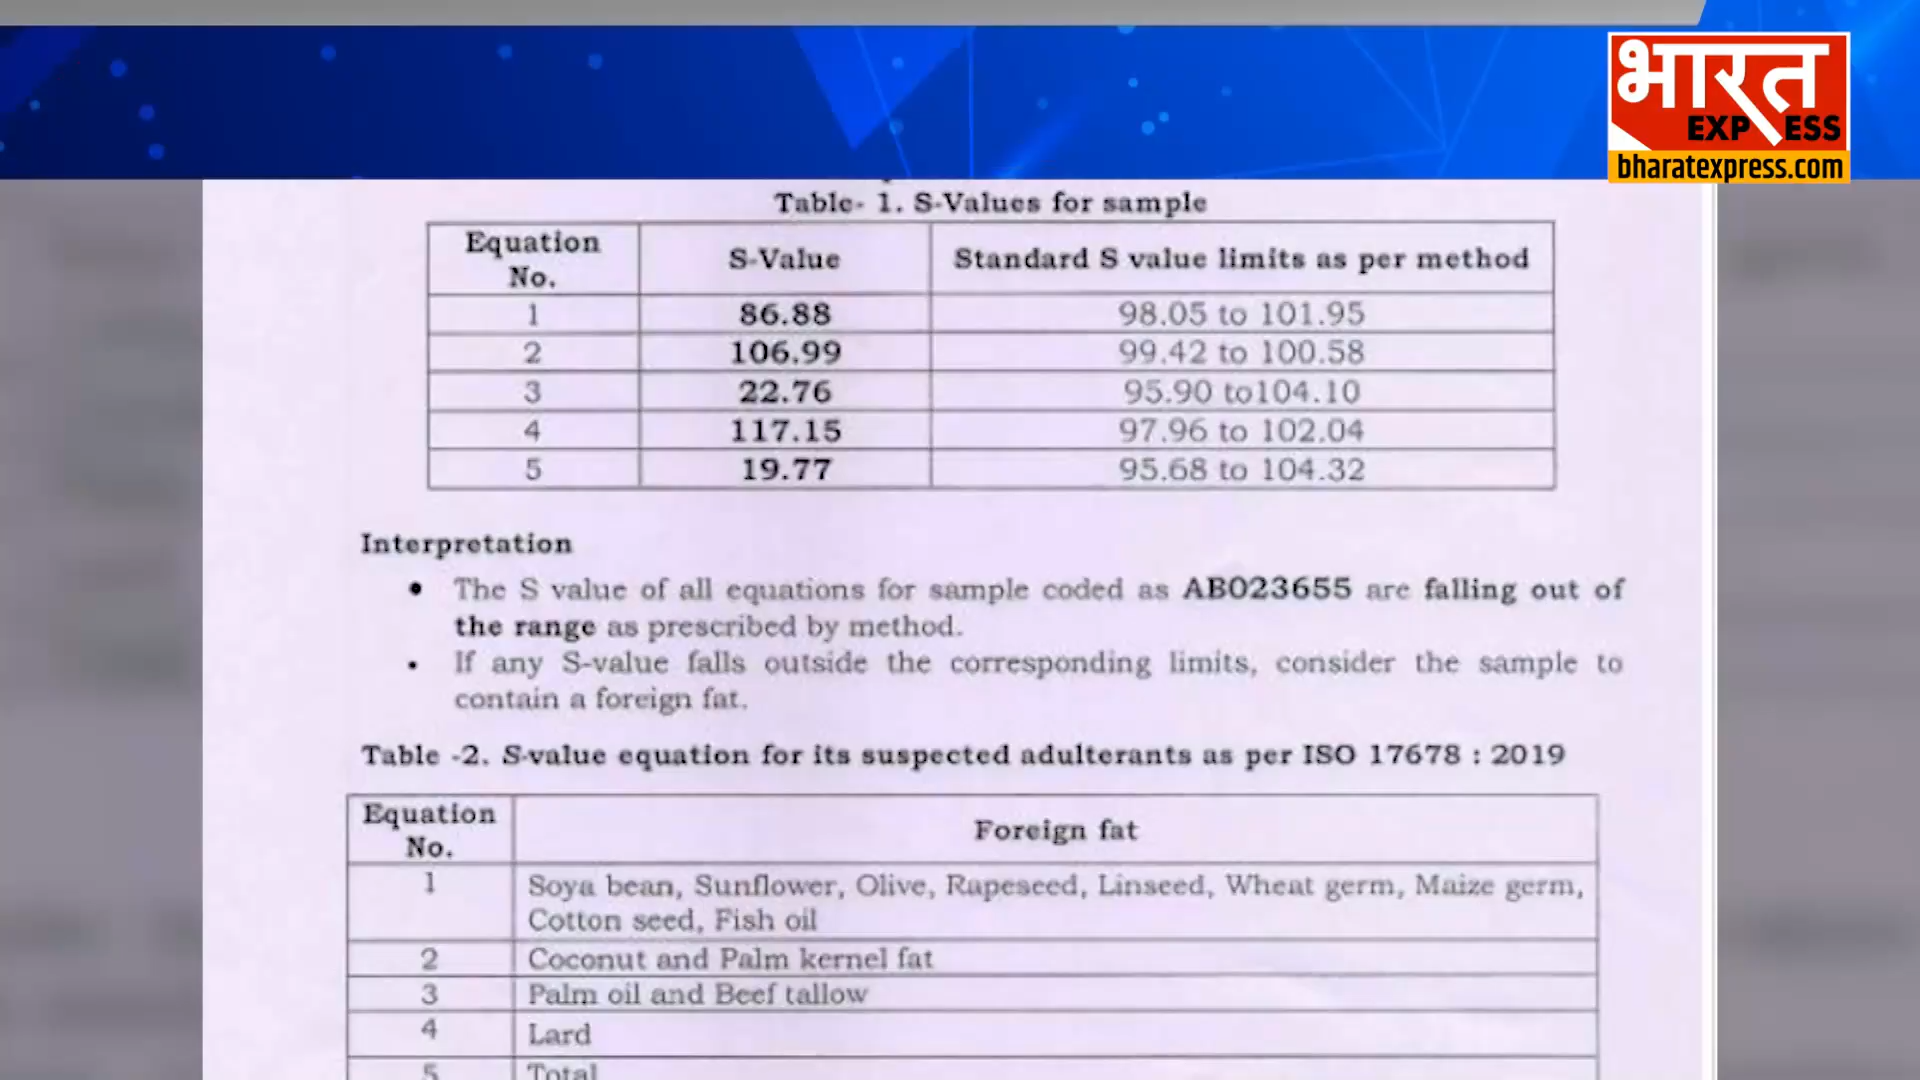 भारत
EXPRESS
bharatexpress.com
Table- 1. S-Values for sample
Equation No. S-Value Standard S value limits as per method
1 86.88 98.05 to 101.95
2 106.99 99.42 to 100.58
3 22.76 95.90 to104.10
4 117.15 97.96 to 102.04
5 19.77 95.68 to 104.32
Interpretation
• The S value of all equations for sample coded as AB023655 are falling out of
the range as prescribed by method.
• If any S-value falls outside the corresponding limits, consider the sample to
contain a foreign fat.
Table -2. S-value equation for its suspected adulterants as per ISO 17678 : 2019
Equation No. Foreign fat
1 Soya bean, Sunflower, Olive, Rapeseed, Linseed, Wheat germ, Maize germ,
Cotton seed, Fish oil
2 Coconut and Palm kernel fat
3 Palm oil and Beef tallow
4 Lard
5 Total